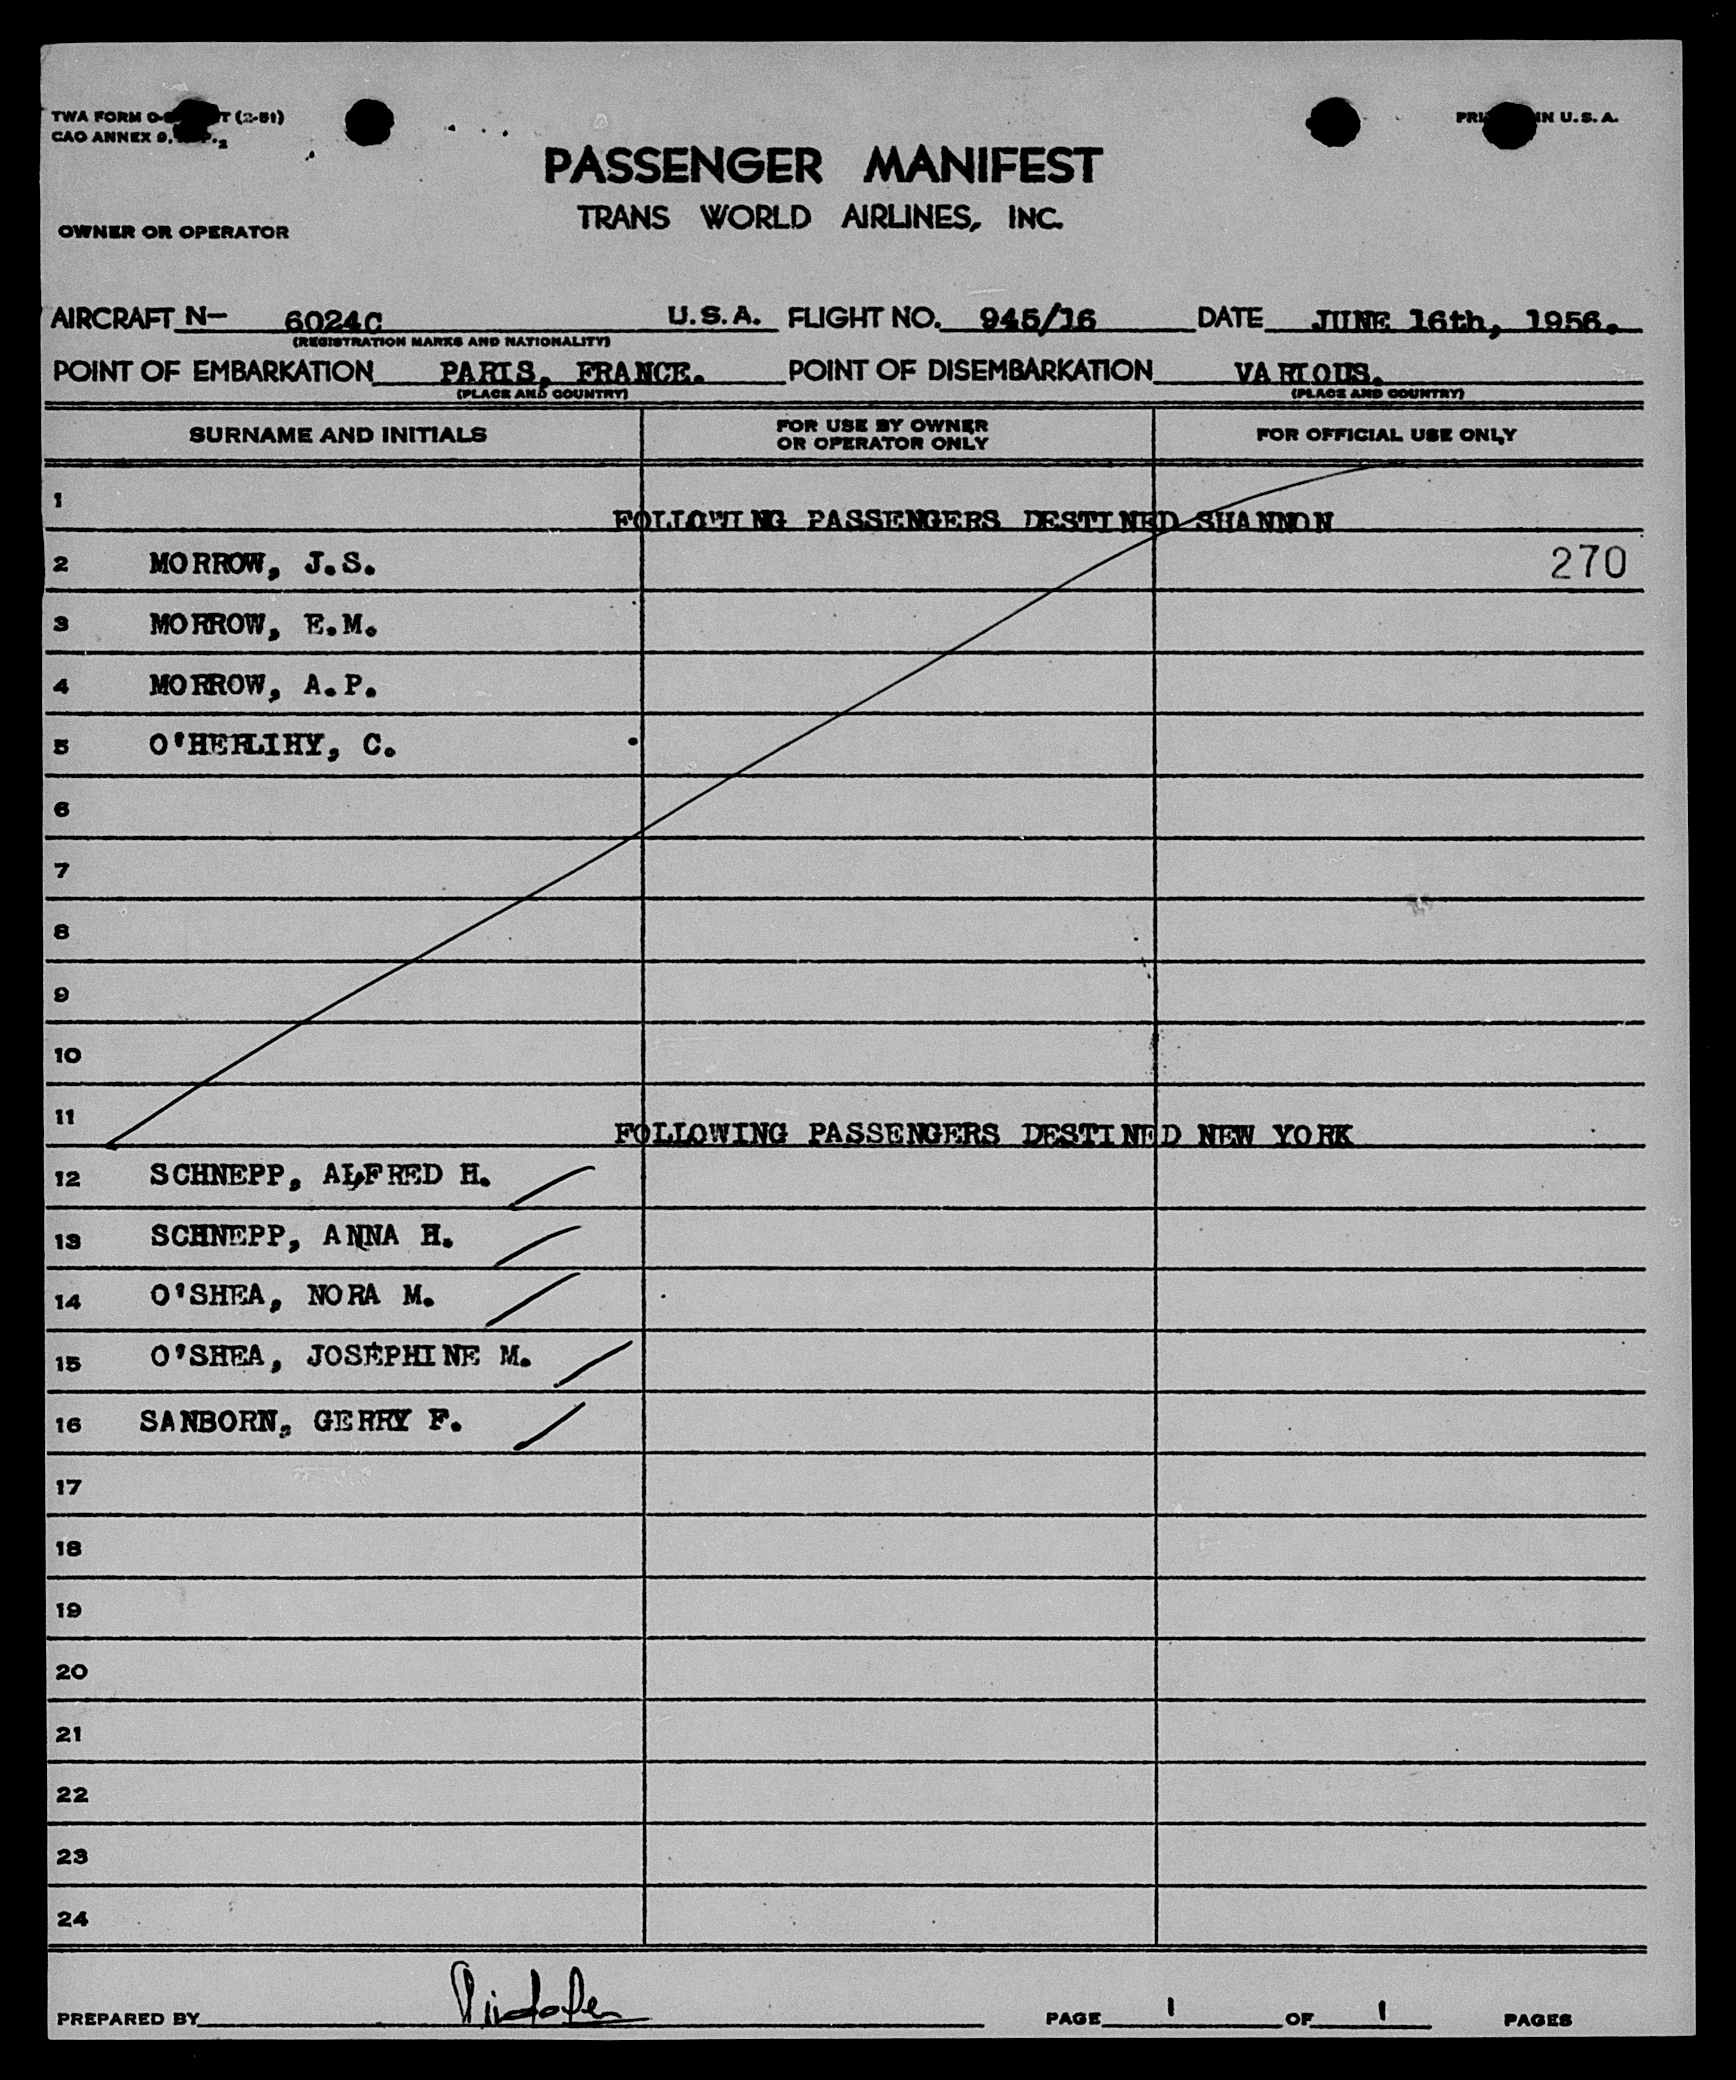 TWA FORM O- T (2-51)
CAO ANNEX 9,
PRI IN U.S.A.
PASSENGER MANIFEST
TRANS WORLD AIRLINES, INC.
OWNER OR OPERATOR
AIRCRAFT N- 6024C U.S.A. FLIGHT NO. 945/16 DATE JUNE 16th, 1956.
(REGISTRATION MARKS AND NATIONALITY)
POINT OF EMBARKATION PARIS, FRANCE. POINT OF DISEMBARKATION VARIOUS.
(PLACE AND COUNTRY) (PLACE AND COUNTRY)
SURNAME AND INITIALS FOR USE BY OWNER OR OPERATOR ONLY FOR OFFICIAL USE ONLY
1 FOLLOWING PASSENGERS DESTINED SHANNON
2 MORROW, J.S. 270
3 MORROW, E.M.
4 MORROW, A.P.
5 O'HERLIHY, C.
6
7
8
9
10
11 FOLLOWING PASSENGERS DESTINED NEW YORK
12 SCHNEPP, ALFRED H.
13 SCHNEPP, ANNA H.
14 O'SHEA, NORA M.
15 O'SHEA, JOSEPHINE M.
16 SANBORN, GERRY F.
17
18
19
20
21
22
23
24
PREPARED BY PAGE 1 OF 1 PAGES